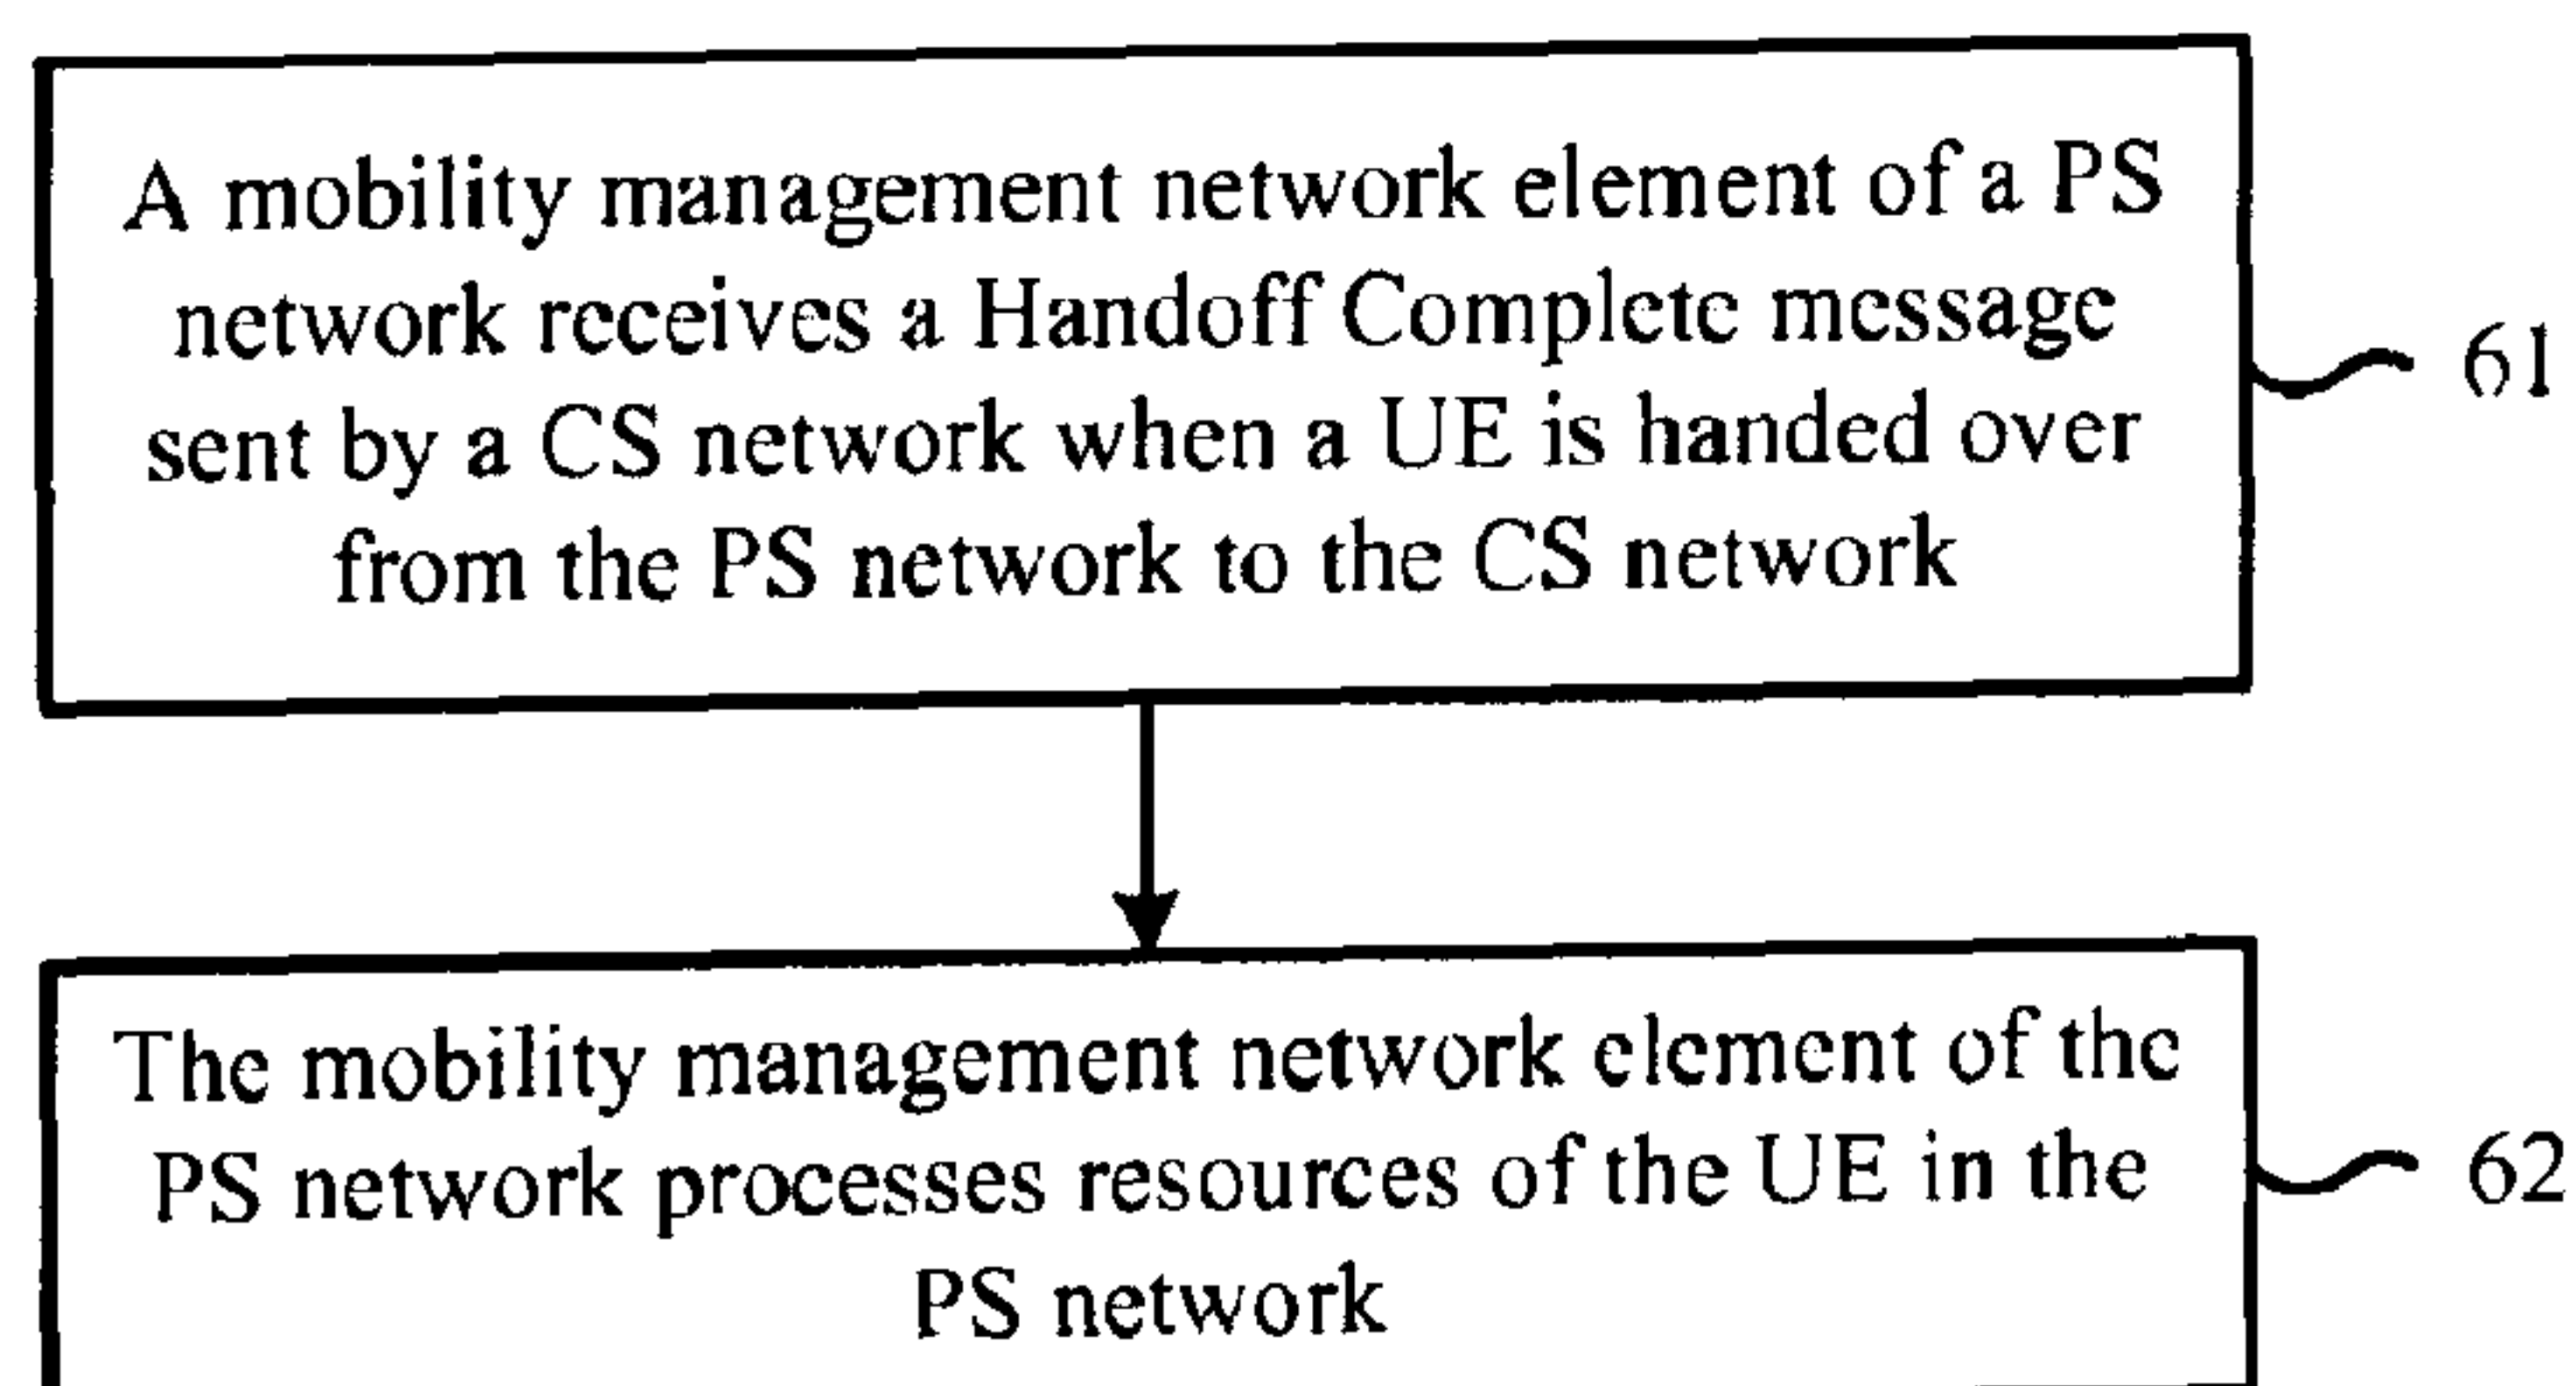 A mobility management network element of a PS
network receives a Handoff Complete message
sent by a CS network when a UE is handed over
from the PS network to the CS network
61
The mobility management network element of the
PS network processes resources of the UE in the
PS network
62